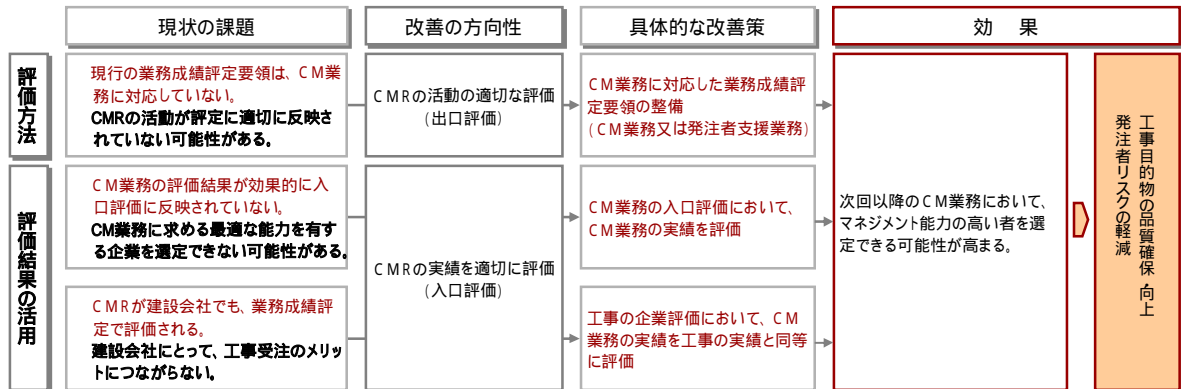 現状の課題
改善の方向性
具体的な改善策
効　果
評価方法
現行の業務成績評定要領は、CM業
務に対応していない。
CMRの活動が評定に適切に反映さ
れていない可能性がある。
CMRの活動の適切な評価
(出口評価)
CM業務に対応した業務成績評
定要領の整備
(CM業務又は発注者支援業務)
評価結果の活用
CM業務の評価結果が効果的に入
口評価に反映されていない。
CM業務に求める最適な能力を有す
る企業を選定できない可能性がある。
CMRが建設会社でも、業務成績評
定で評価される。
建設会社にとって、工事受注のメリッ
トにつながらない。
CMRの実績を適切に評価
(入口評価)
CM業務の入口評価において、
CM業務の実績を評価
工事の企業評価において、CM
業務の実績を工事の実績と同等
に評価
次回以降のCM業務において、
マネジメント能力の高い者を選
定できる可能性が高まる。
工事目的物の品質確保・向上
発注者リスクの軽減